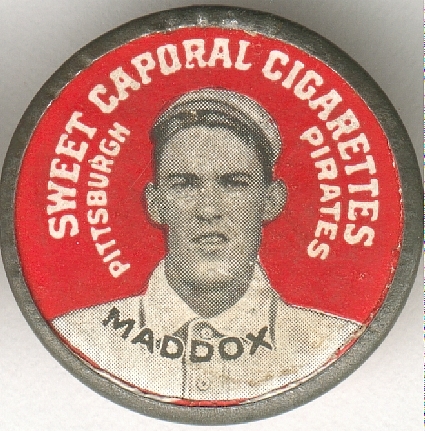 SWEET CAPORAL CIGARETTES
PITTSBURGH
PIRATES
MADDOX